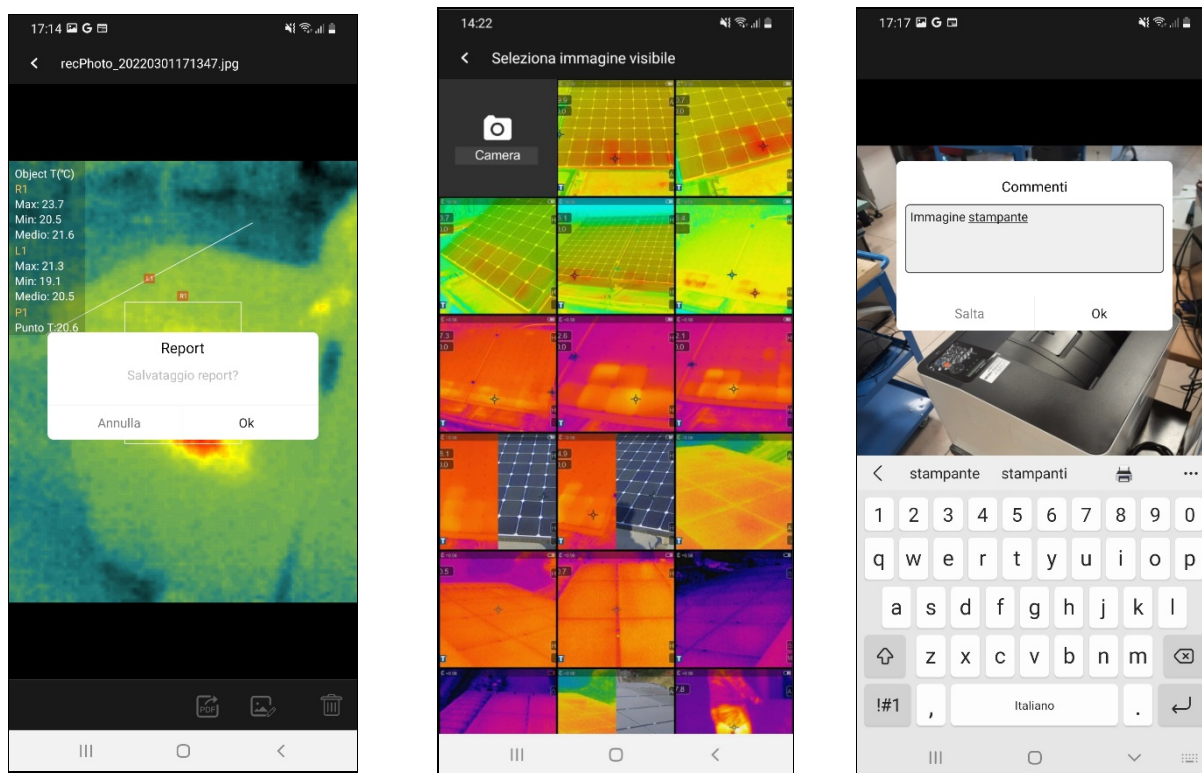 17:14
recPhoto_20220301171347.jpg
Object T(°C)
R1
Max: 23.7
Min: 20.5
Medio: 21.6
L1
Max: 21.3
Min: 19.1
Medio: 20.5
P1
Punto T:20.6
L1
R1
Report
Salvataggio report?
Annulla Ok
PDF
14:22
Seleziona immagine visibile
Camera
17:17
Commenti
Immagine stampante
Salta Ok
stampante stampanti
1 2 3 4 5 6 7 8 9 0
q w e r t y u i o p
a s d f g h j k l
z x c v b n m
!#1 , Italiano .